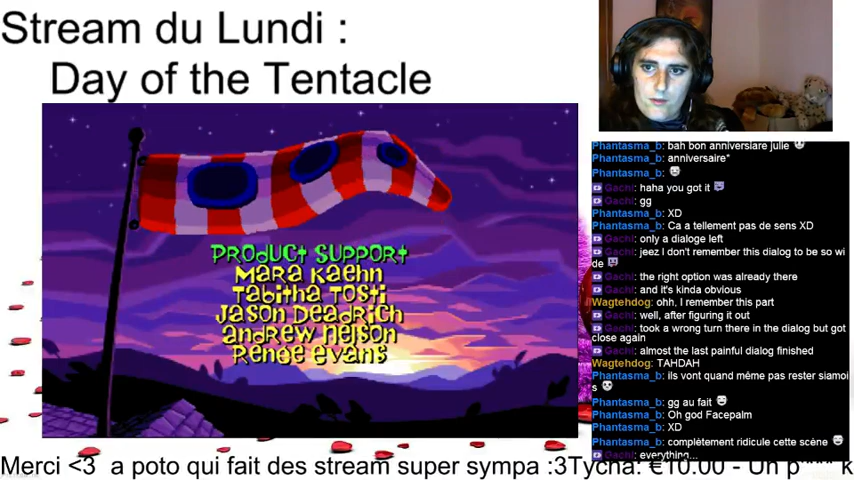 Stream du Lundi :
Day of the Tentacle
PRODUCT SUPPORT
MARA KAEHN
TABITHA TOSTI
JASON DEADRICH
ANDREW NELSON
RENEE EVANS
Phantasma_b: bah bon anniversiare julie
Phantasma_b: anniversaire"
Phantasma_b:
Gachi: haha you got it
Gachi: gg
Phantasma_b: XD
Phantasma_b: Ca a tellement pas de sens XD
Gachi: only a dialoge left
Gachi: jeez I don't remember this dialog to be so wi
de
Gachi: the right option was already there
Gachi: and it's kinda obvious
Wagtehdog: ohh, I remember this part
Gachi: well, after figuring it out
Gachi: took a wrong turn there in the dialog but got
close again
Gachi: almost the last painful dialog finished
Wagtehdog: TAHDAH
Phantasma_b: ils vont quand même pas rester siamoi
s
Phantasma_b: gg au fait
Phantasma_b: Oh god Facepalm
Phantasma_b: XD
Phantasma_b: complètement ridicule cette scène
Gachi: everything...
Merci <3 a poto qui fait des stream super sympa :3Tycha: €10.00 - Un